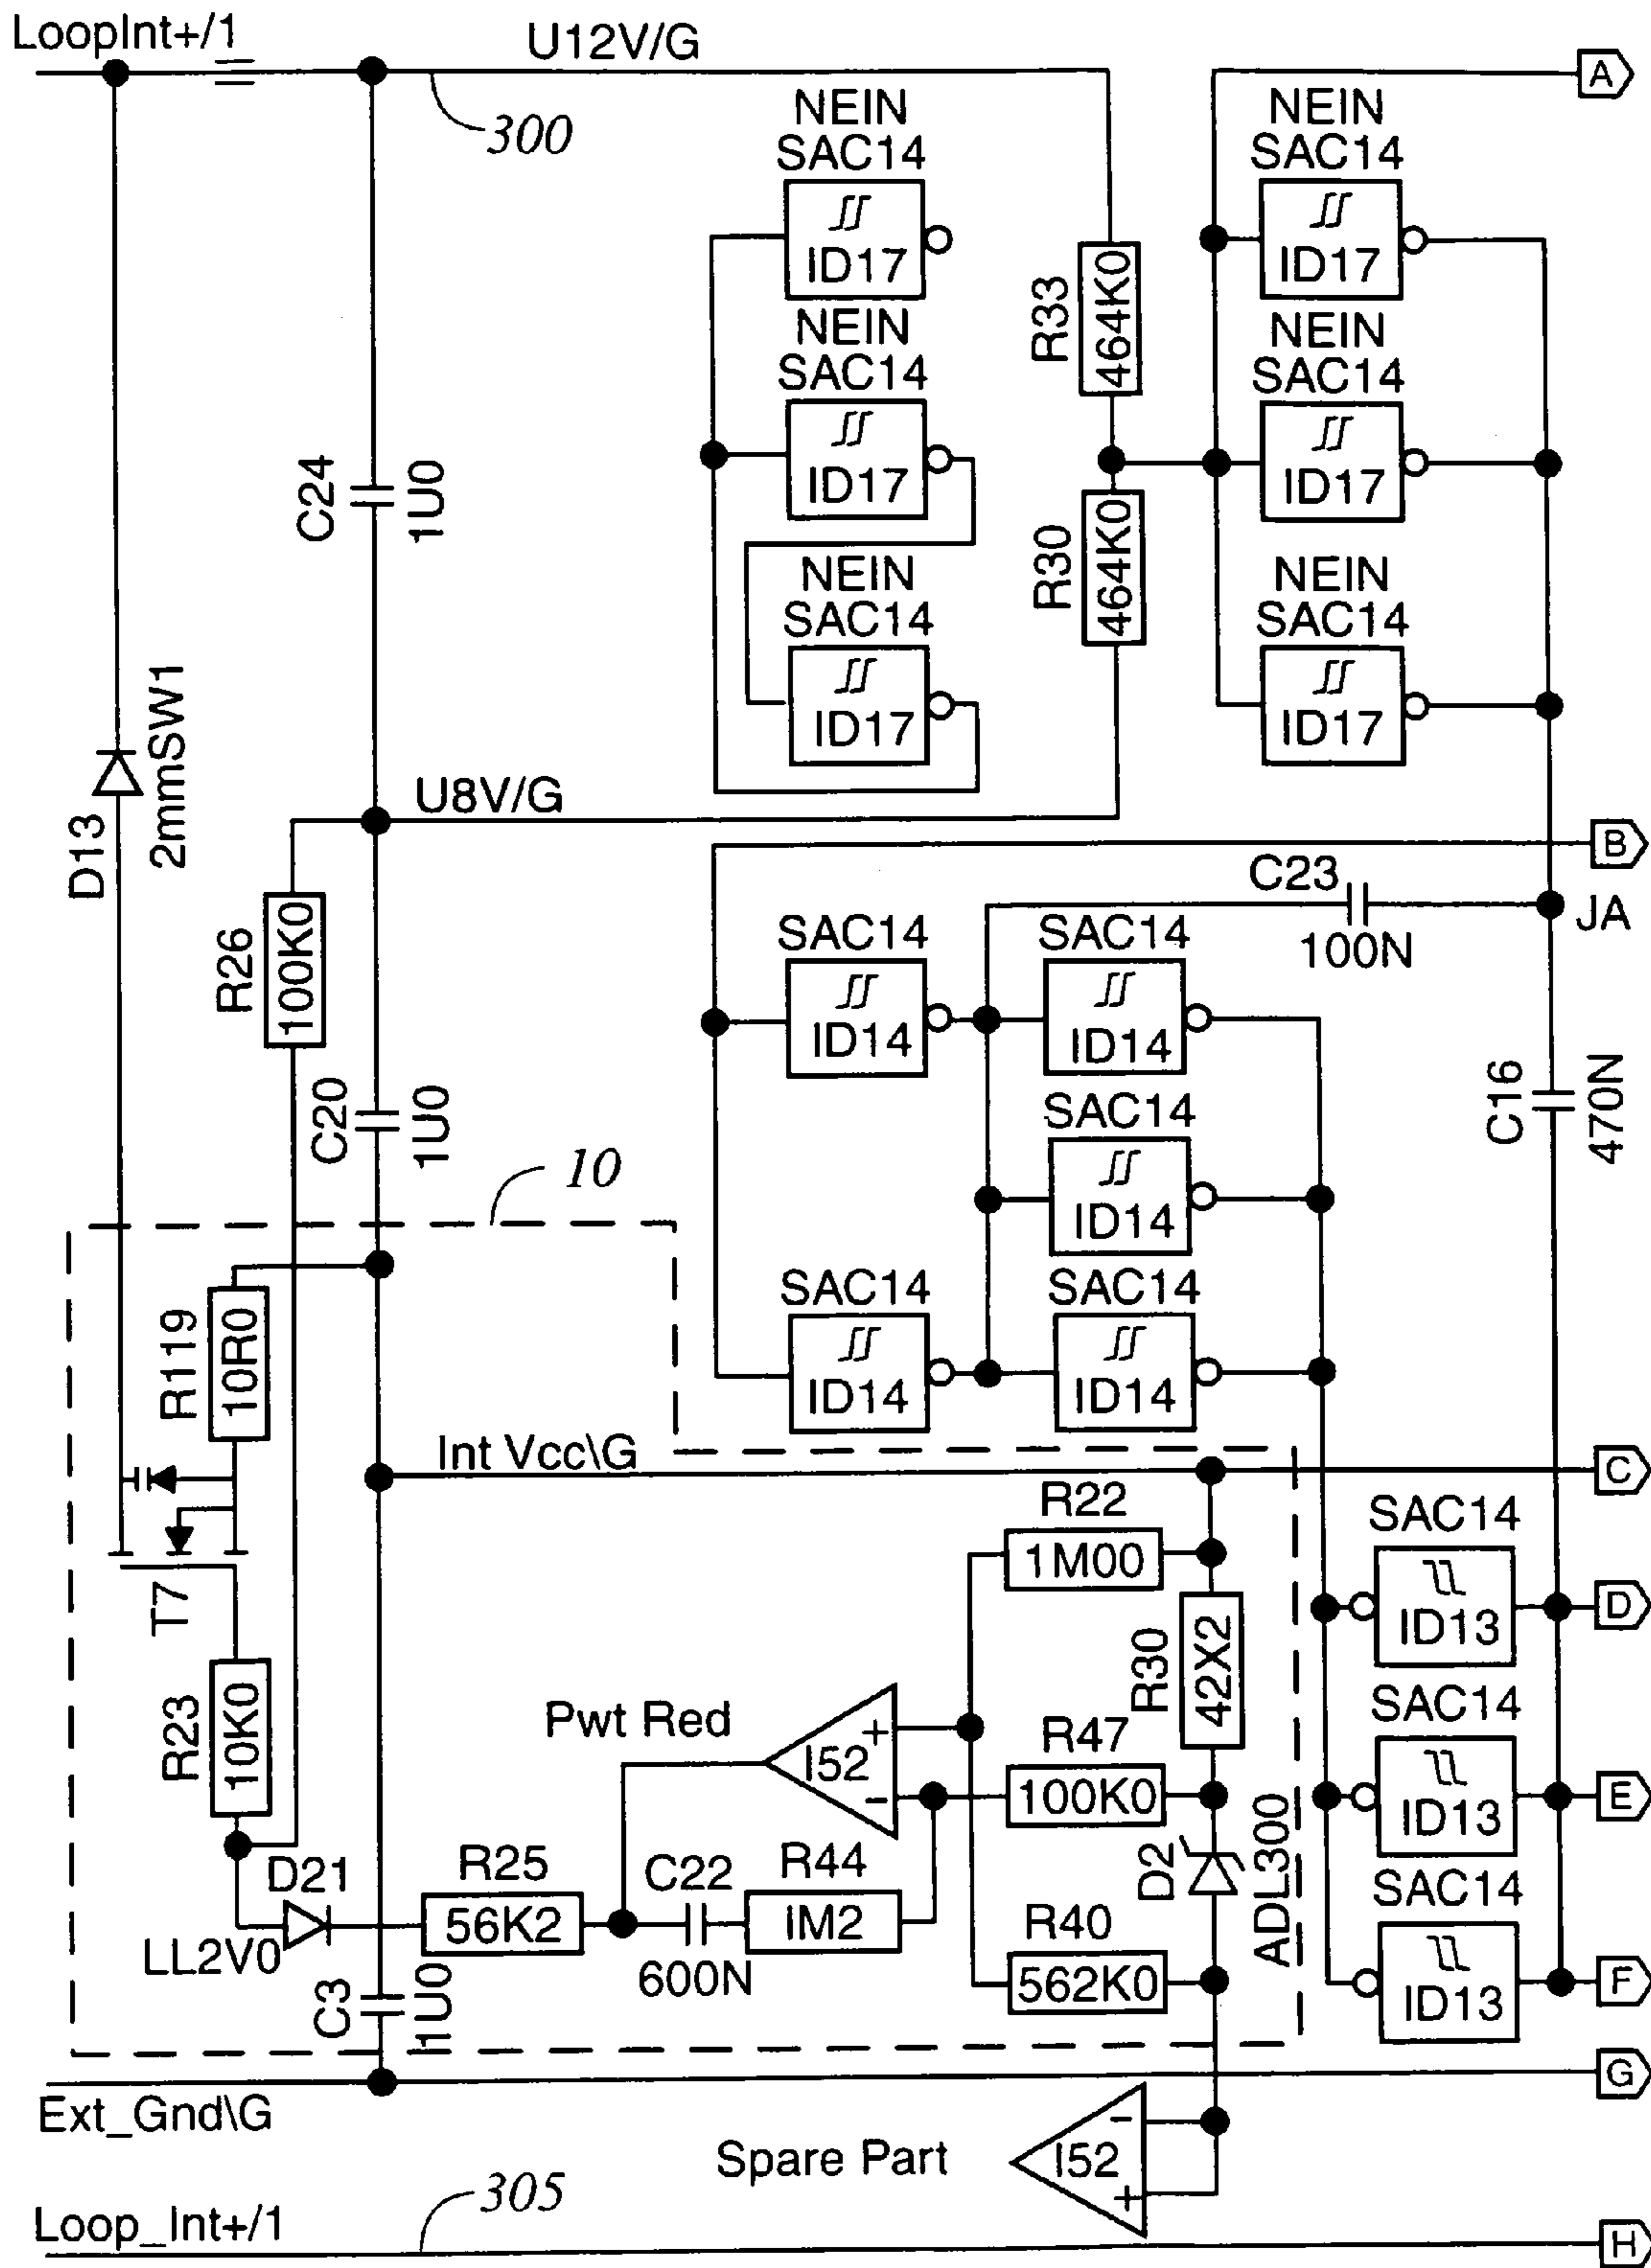 LoopInt+/1
U12V/G
300
A
NEIN
SAC14
ID17
NEIN
SAC14
ID17
NEIN
SAC14
ID17
R33
464K0
R30
464K0
NEIN
SAC14
ID17
NEIN
SAC14
ID17
NEIN
SAC14
ID17
C24
1U0
D13
2mmSW1
U8V/G
B
C23
100N
JA
R26
100K0
SAC14
ID14
SAC14
ID14
SAC14
ID14
SAC14
ID14
SAC14
ID14
C20
1U0
C16
470N
10
R119
10R0
Int Vcc\G
C
R22
1M00
SAC14
ID13
D
T7
R30
42X2
R23
10K0
Pwt Red
I52
+
-
R47
100K0
SAC14
ID13
E
D2
ADL300
D21
LL2V0
R25
56K2
C22
600N
R44
IM2
R40
562K0
SAC14
ID13
F
C3
1U0
G
Ext_Gnd\G
Spare Part
I52
-
+
305
Loop_Int+/1
H